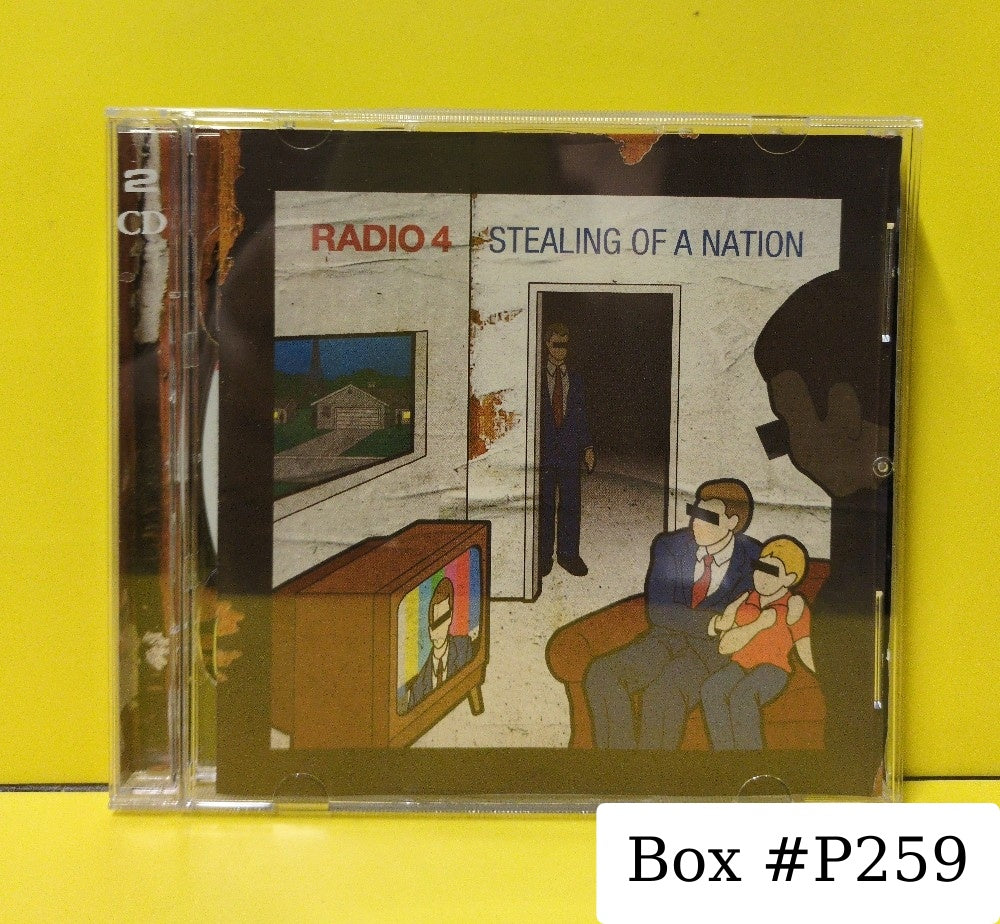 2
CD
RADIO 4 STEALING OF A NATION
Box #P259